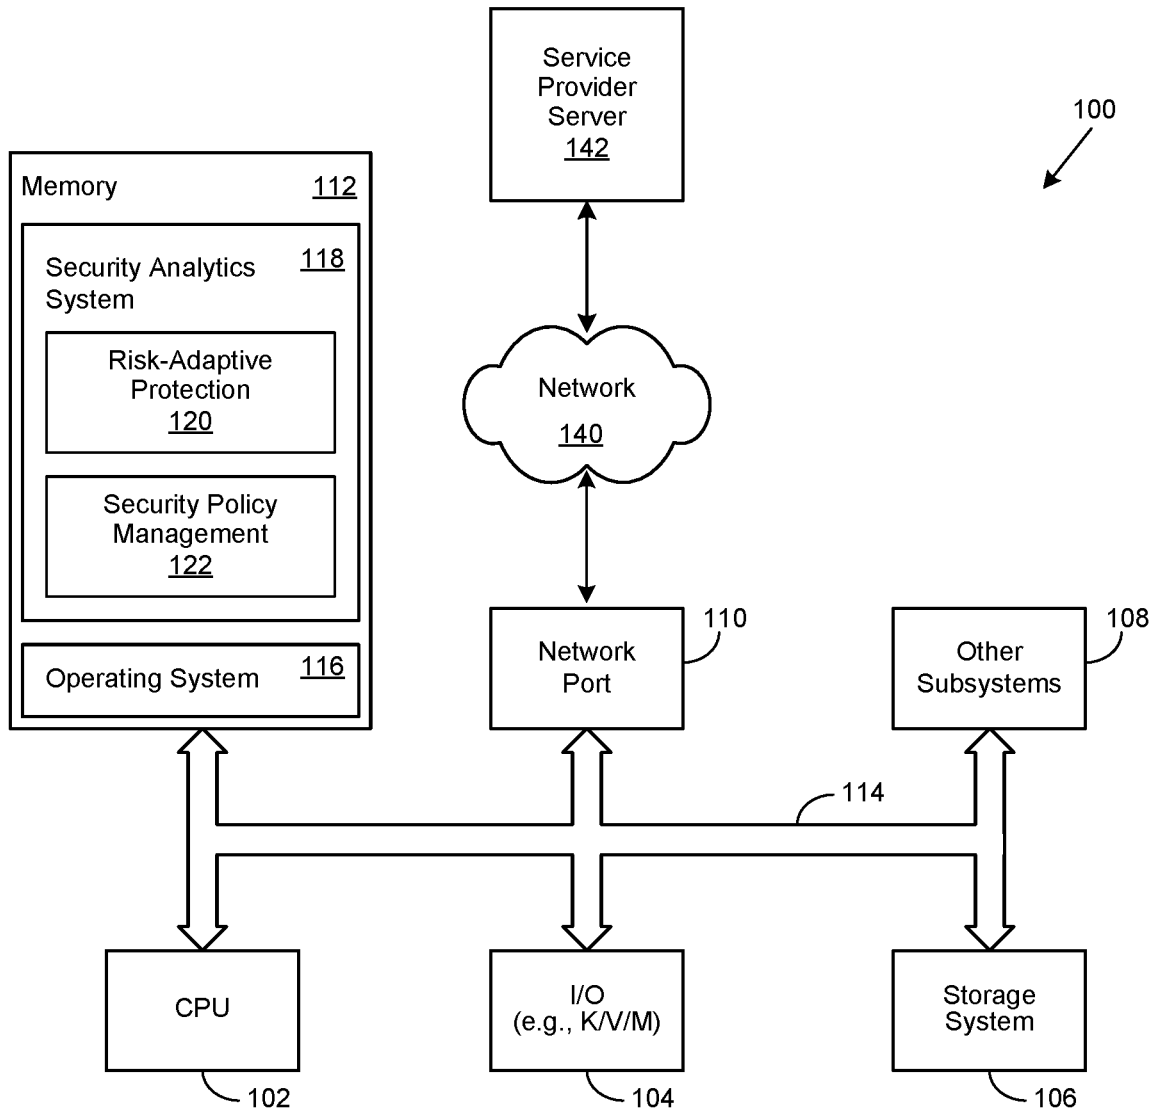 Service
Provider
Server
142
100
Memory 112
Security Analytics 118
System
Risk-Adaptive
Protection
120
Security Policy
Management
122
Operating System 116
Network
140
Network
Port
110
Other
Subsystems
108
114
CPU
102
I/O
(e.g., K/V/M)
104
Storage
System
106